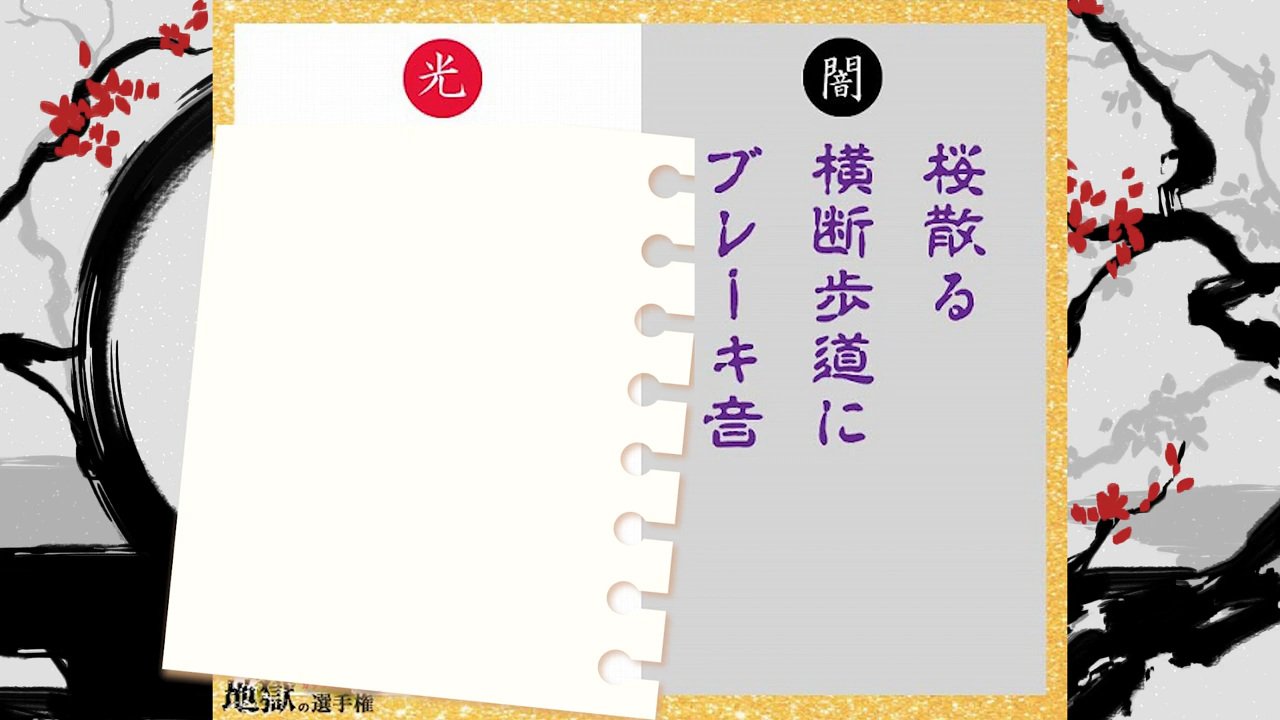 光
闇
桜散る
横断歩道に
ブレーキ音
地獄の選手権